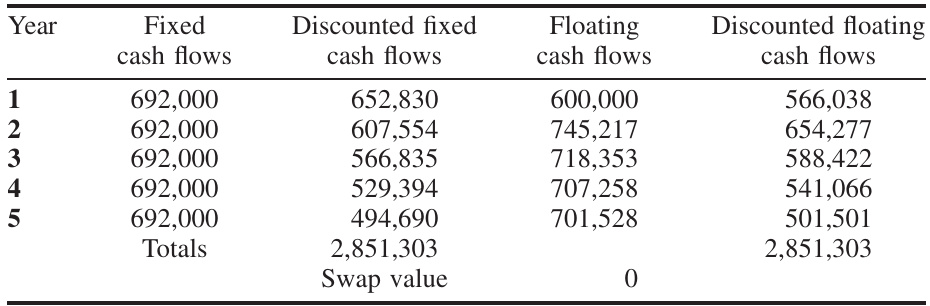 Year Fixed Discounted fixed Floating Discounted floating
cash flows cash flows cash flows cash flows
1 692,000 652,830 600,000 566,038
2 692,000 607,554 745,217 654,277
3 692,000 566,835 718,353 588,422
4 692,000 529,394 707,258 541,066
5 692,000 494,690 701,528 501,501
Totals 2,851,303 2,851,303
Swap value 0